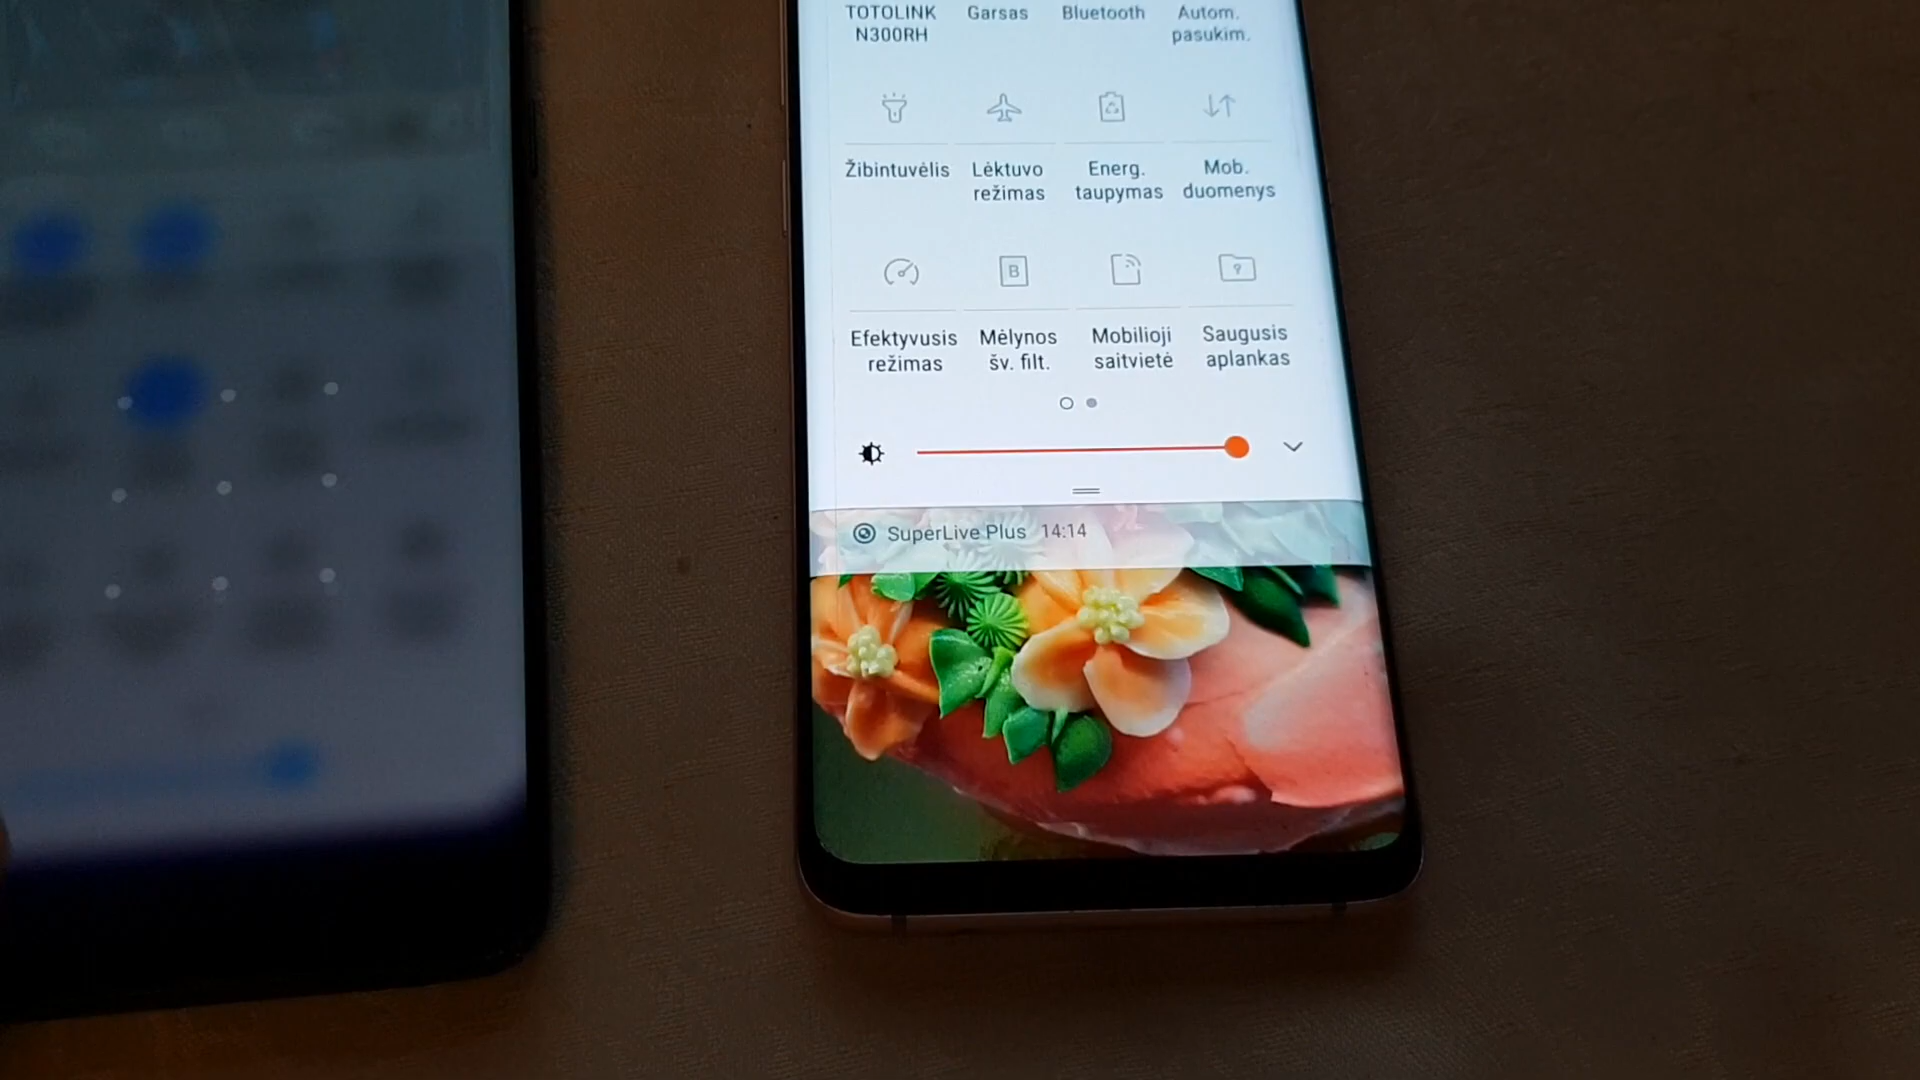 TOTOLINK
N300RH
Garsas
Bluetooth
Autom.
pasukim.
Žibintuvėlis
Lėktuvo
režimas
Energ.
taupymas
Mob.
duomenys
B
Efektyvusis
režimas
Mėlynos
šv. filt.
Mobilioji
saitvietė
Saugusis
aplankas
SuperLive Plus 14:14